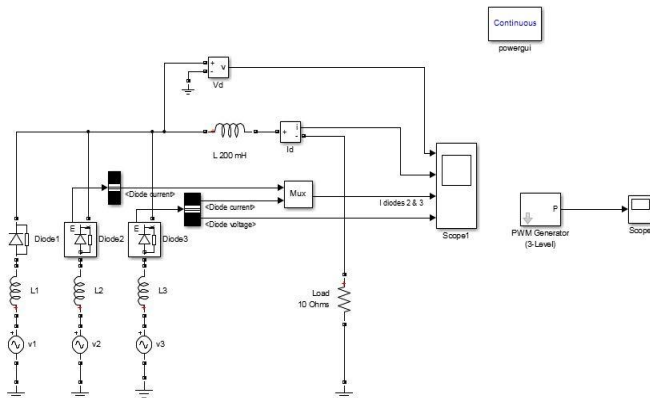 Continuous
powergui
+
-
v
Vd
L 200 mH
+
-
i
Id
<Diode current>
Mux
<Diode current>
<Diode voltage>
I diodes 2 & 3
Scope1
P
PWM Generator
(3-Level)
Scope
Diode1
m
Diode2
m
Diode3
L1
L2
L3
Load
10 Ohms
+
v1
+
v2
+
v3